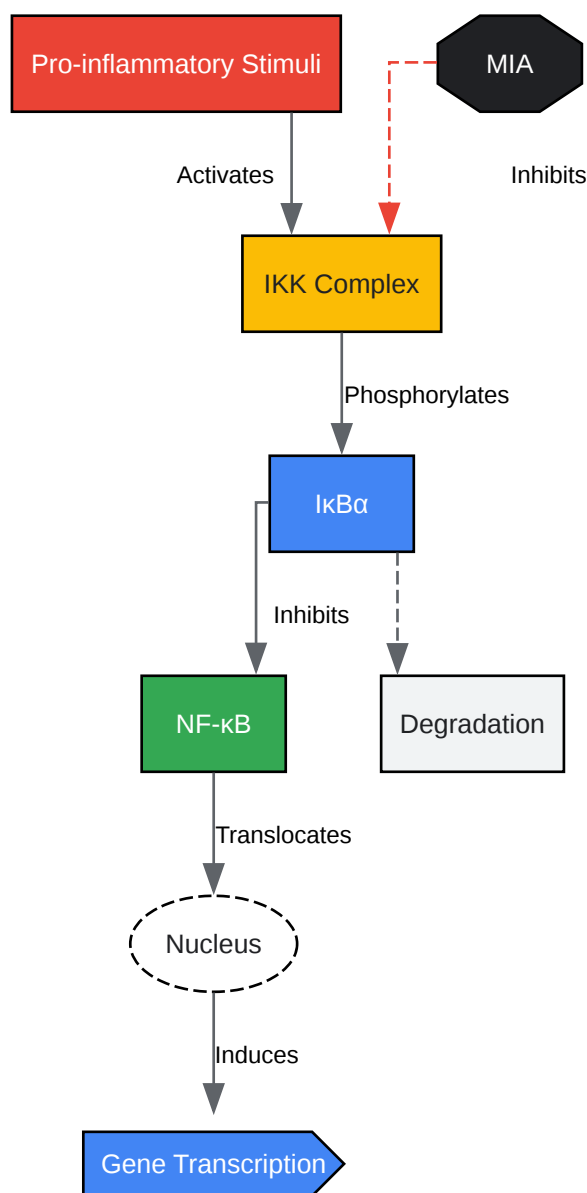 Pro-inflammatory Stimuli
MIA
Activates
Inhibits
IKK Complex
Phosphorylates
IκBα
Inhibits
NF-κB
Degradation
Translocates
Nucleus
Induces
Gene Transcription